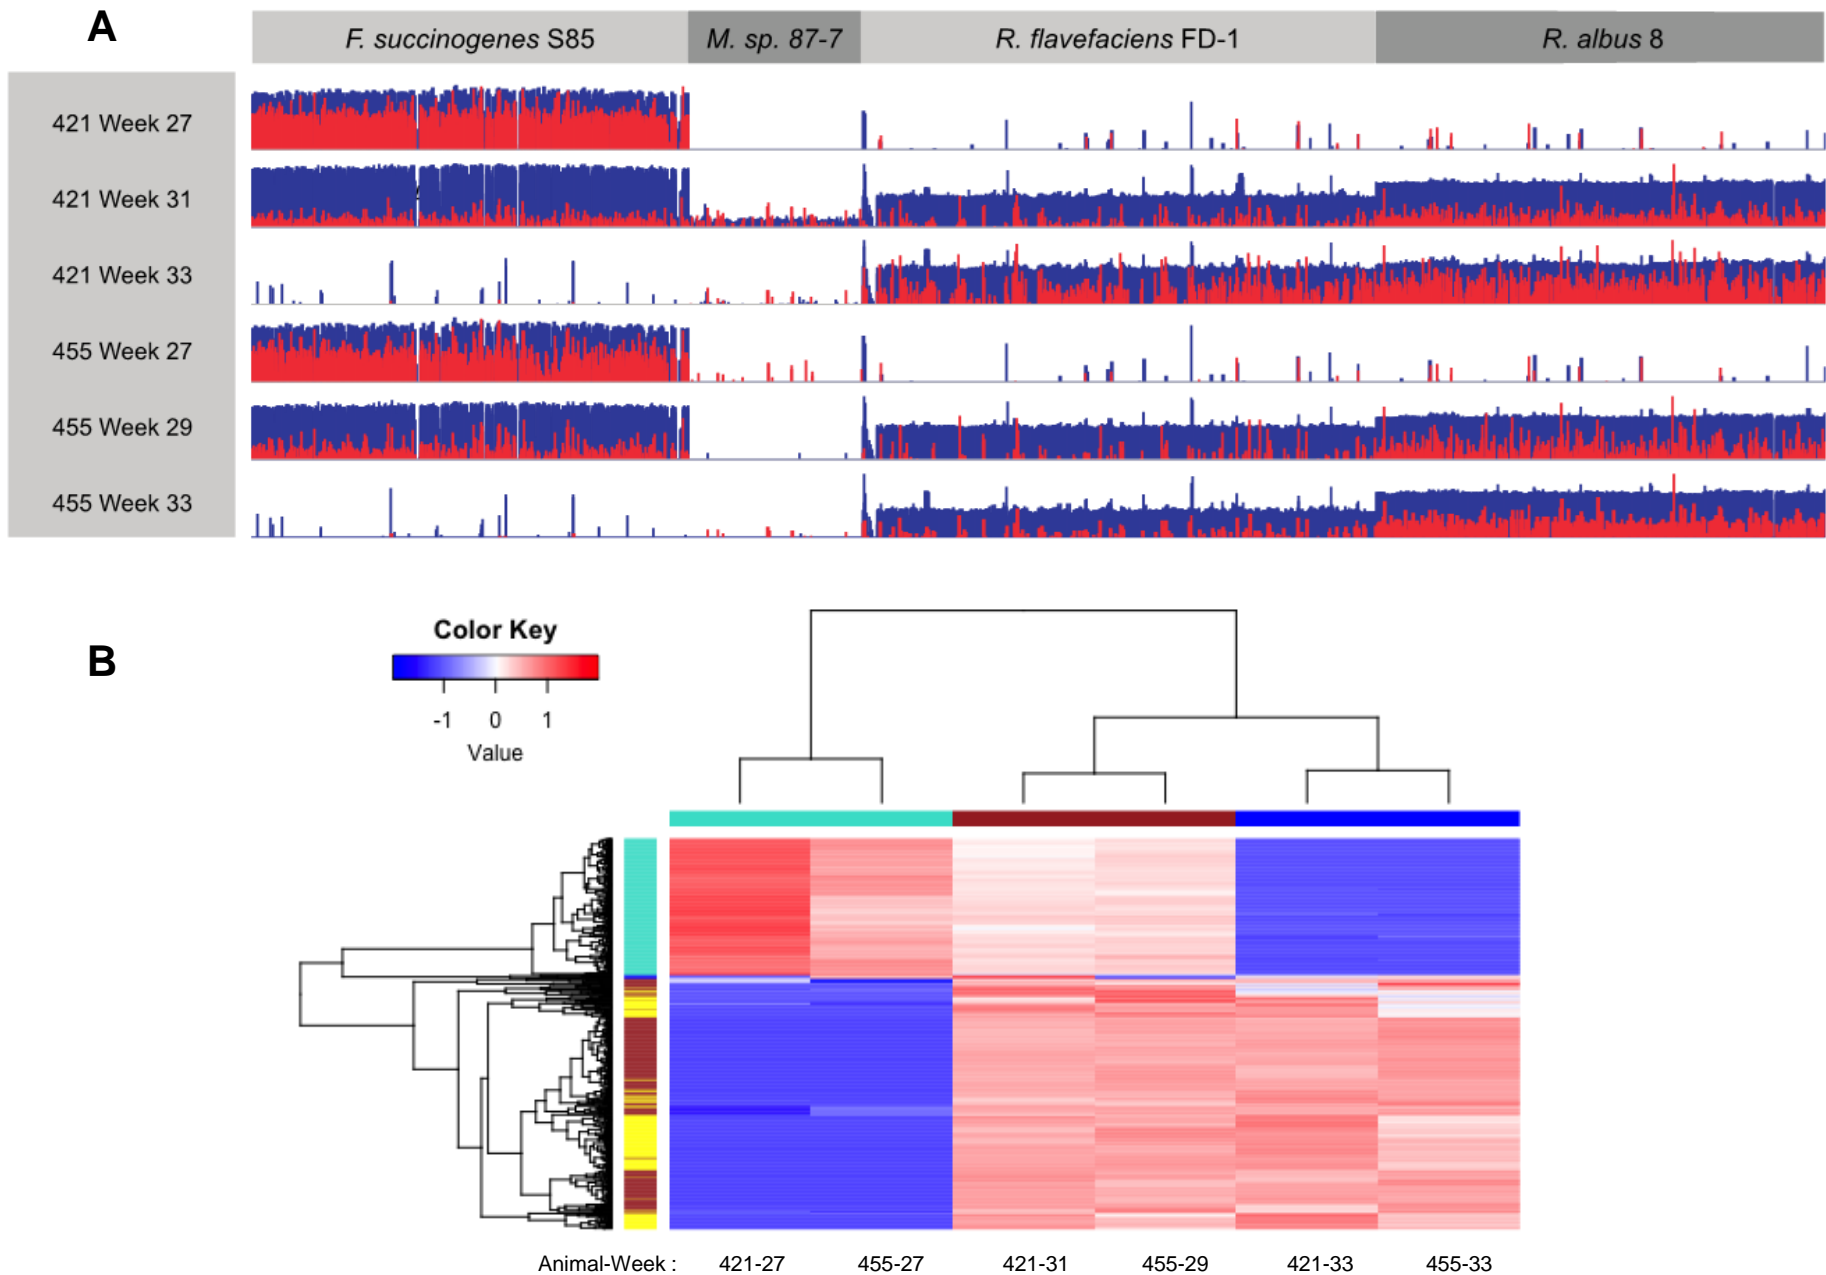 A
F. succinogenes S85 M. sp. 87-7 R. flavefaciens FD-1 R. albus 8
421 Week 27
421 Week 31
421 Week 33
455 Week 27
455 Week 29
455 Week 33
B
Color Key
-1 0 1
Value
Animal-Week : 421-27 455-27 421-31 455-29 421-33 455-33